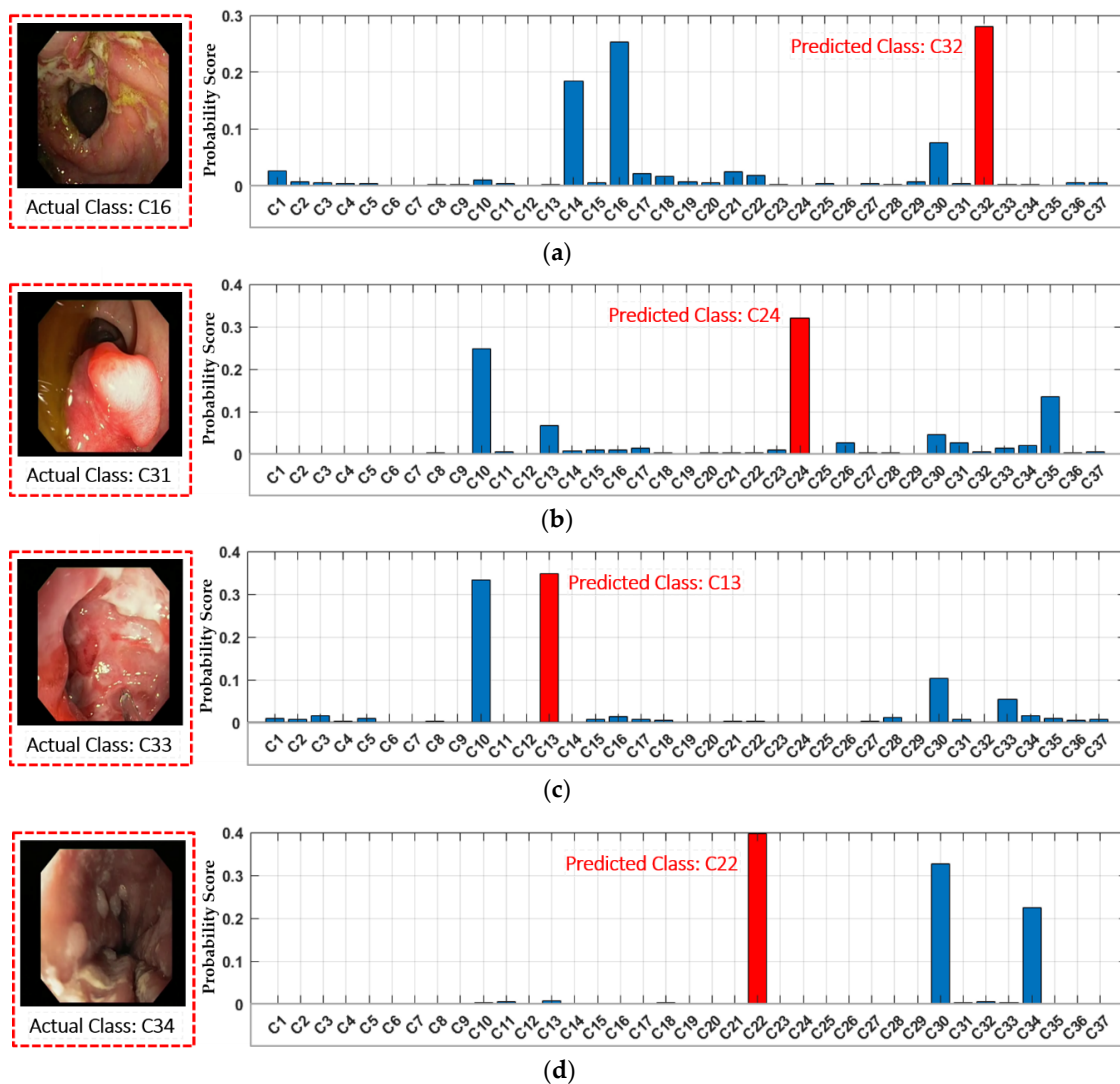 0.3
0.2
0.1
0
Probability Score
Predicted Class: C32
C1 C2 C3 C4 C5 C6 C7 C8 C9 C10 C11 C12 C13 C14 C15 C16 C17 C18 C19 C20 C21 C22 C23 C24 C25 C26 C27 C28 C29 C30 C31 C32 C33 C34 C35 C36 C37
Actual Class: C16
(a)
0.4
0.3
0.2
0.1
0
Probability Score
Predicted Class: C24
C1 C2 C3 C4 C5 C6 C7 C8 C9 C10 C11 C12 C13 C14 C15 C16 C17 C18 C19 C20 C21 C22 C23 C24 C25 C26 C27 C28 C29 C30 C31 C32 C33 C34 C35 C36 C37
Actual Class: C31
(b)
0.4
0.3
0.2
0.1
0
Probability Score
Predicted Class: C13
C1 C2 C3 C4 C5 C6 C7 C8 C9 C10 C11 C12 C13 C14 C15 C16 C17 C18 C19 C20 C21 C22 C23 C24 C25 C26 C27 C28 C29 C30 C31 C32 C33 C34 C35 C36 C37
Actual Class: C33
(c)
0.4
0.3
0.2
0.1
0
Probability Score
Predicted Class: C22
C1 C2 C3 C4 C5 C6 C7 C8 C9 C10 C11 C12 C13 C14 C15 C16 C17 C18 C19 C20 C21 C22 C23 C24 C25 C26 C27 C28 C29 C30 C31 C32 C33 C34 C35 C36 C37
Actual Class: C34
(d)